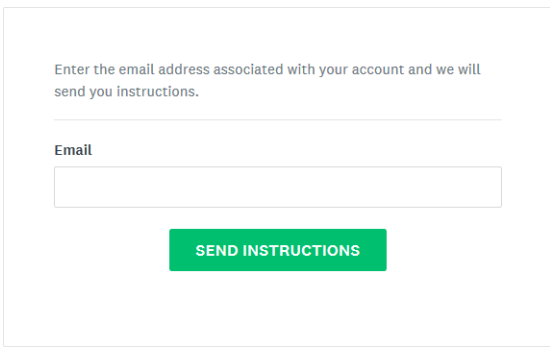 Enter the email address associated with your account and we will
send you instructions.
Email
SEND INSTRUCTIONS